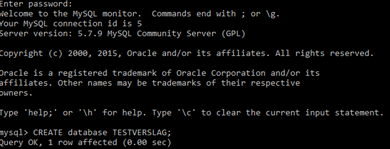 Enter password:
Welcome to the MySQL monitor.  Commands end with ; or \g.
Your MySQL connection id is 5
Server version: 5.7.9 MySQL Community Server (GPL)
Copyright (c) 2000, 2015, Oracle and/or its affiliates. All rights reserved.
Oracle is a registered trademark of Oracle Corporation and/or its
affiliates. Other names may be trademarks of their respective
owners.
Type 'help;' or '\h' for help. Type '\c' to clear the current input statement.
mysql> CREATE database TESTVERSLAG;
Query OK, 1 row affected (0.00 sec)